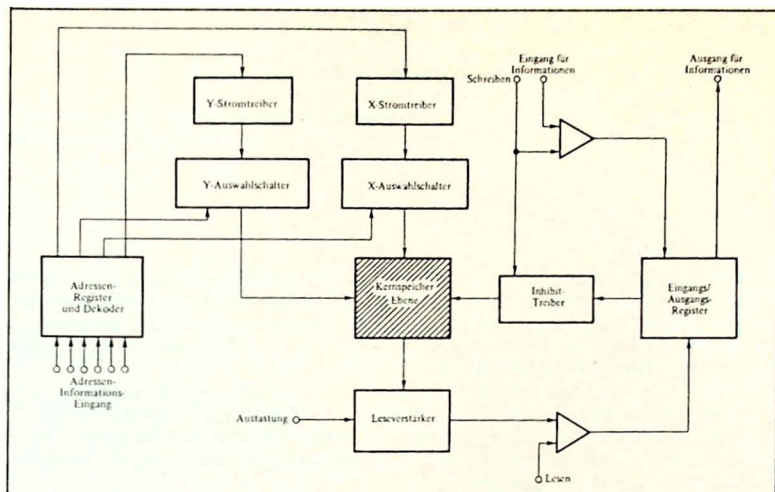 Eingang für
Informationen
Ausgang für
Informationen
Schreiben
Y-Stromtreiber
X-Stromtreiber
Y-Auswahlschalter
X-Auswahlschalter
Adressen-
Register
und Dekoder
Kernspeicher
Ebene
Inhibit-
Treiber
Eingangs/
Ausgangs-
Register
Adressen-
Informations-
Eingang
Austastung
Leseverstärker
Lesen